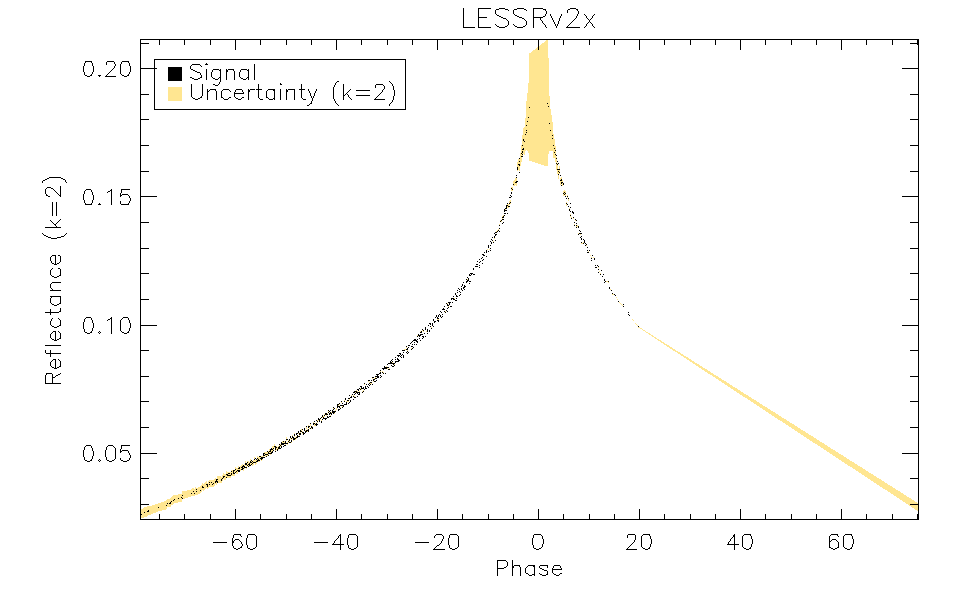 LESSRv2x
Signal
Uncertainty (k=2)
0.20
0.15
0.10
0.05
Reflectance (k=2)
−60 −40 −20 0 20 40 60
Phase